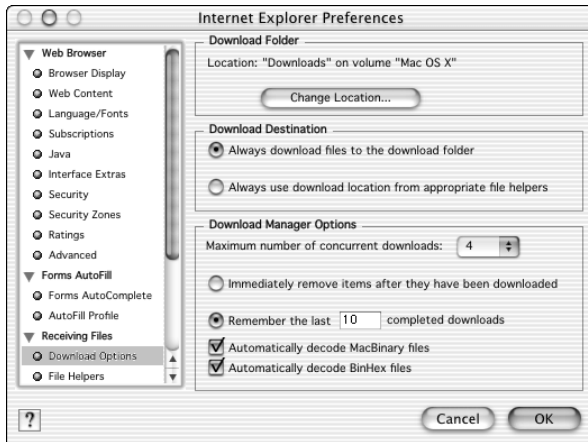 Internet Explorer Preferences
Web Browser
Browser Display
Web Content
Language/Fonts
Subscriptions
Java
Interface Extras
Security
Security Zones
Ratings
Advanced
Forms AutoFill
Forms AutoComplete
AutoFill Profile
Receiving Files
Download Options
File Helpers
Download Folder
Location: "Downloads" on volume "Mac OS X"
Change Location...
Download Destination
Always download files to the download folder
Always use download location from appropriate file helpers
Download Manager Options
Maximum number of concurrent downloads: 4
Immediately remove items after they have been downloaded
Remember the last 10 completed downloads
Automatically decode MacBinary files
Automatically decode BinHex files
?
Cancel
OK